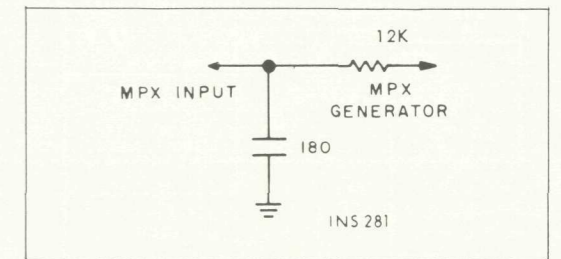 12K
MPX INPUT
MPX
GENERATOR
180
INS 281